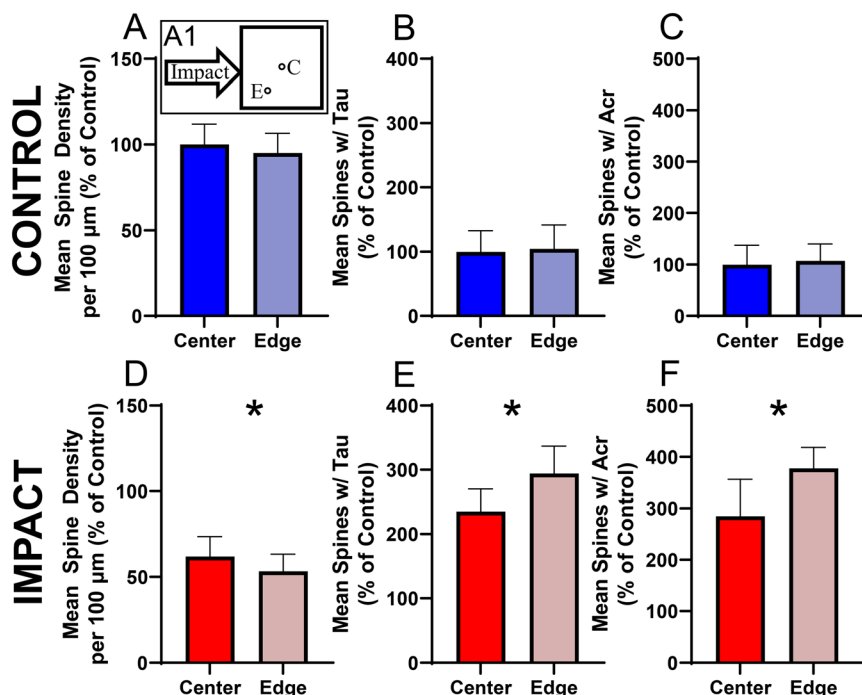 CONTROL
A
A1
Impact
C
E
Mean Spine Density
per 100 µm (% of Control)
150
100
50
0
Center Edge
B
Mean Spines w/ Tau
(% of Control)
400
300
200
100
0
Center Edge
C
Mean Spines w/ Acr
(% of Control)
500
400
300
200
100
0
Center Edge
IMPACT
D
*
Mean Spine Density
per 100 µm (% of Control)
150
100
50
0
Center Edge
E
*
Mean Spines w/ Tau
(% of Control)
400
300
200
100
0
Center Edge
F
*
Mean Spines w/ Acr
(% of Control)
500
400
300
200
100
0
Center Edge